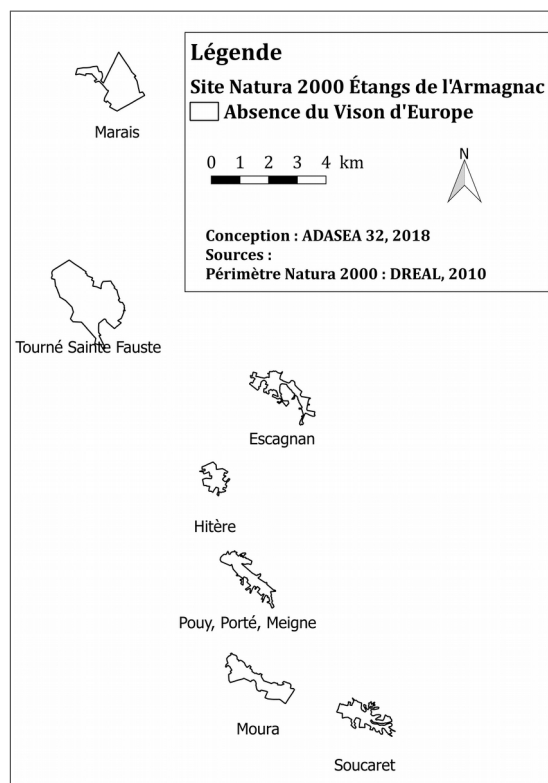 Légende
Site Natura 2000 Étangs de l'Armagnac
Absence du Vison d'Europe
0 1 2 3 4 km
N
Conception : ADASEA 32, 2018
Sources :
Périmètre Natura 2000 : DREAL, 2010
Marais
Tourné Sainte Fauste
Escagnan
Hitère
Pouy, Porté, Meigne
Moura
Soucaret